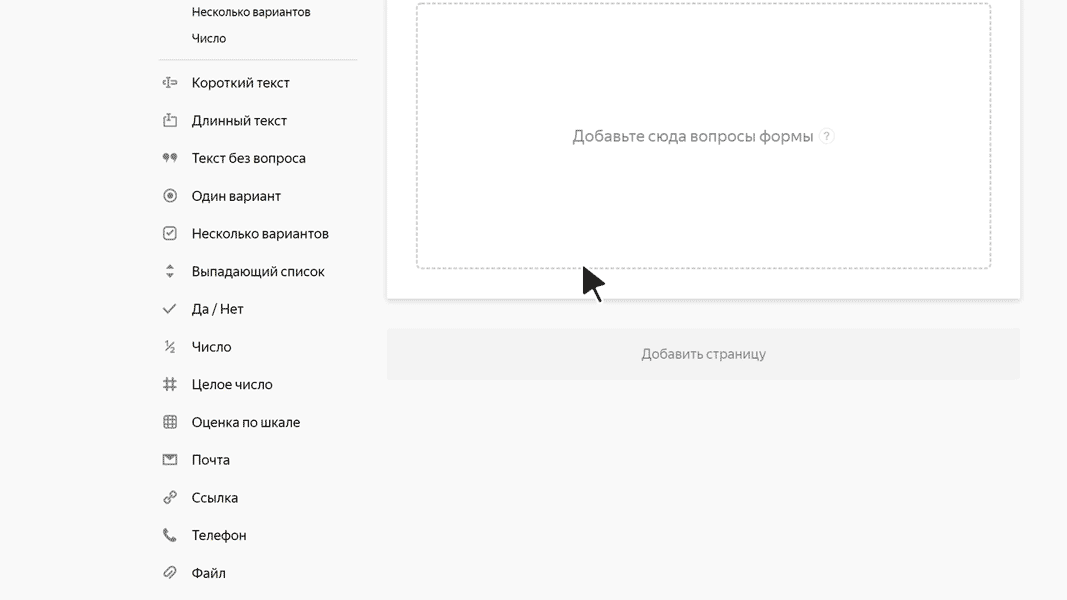 Несколько вариантов
Число
Короткий текст
Длинный текст
Текст без вопроса
Один вариант
Несколько вариантов
Выпадающий список
Да / Нет
Число
Целое число
Оценка по шкале
Почта
Ссылка
Телефон
Файл
Добавьте сюда вопросы формы ?
Добавить страницу